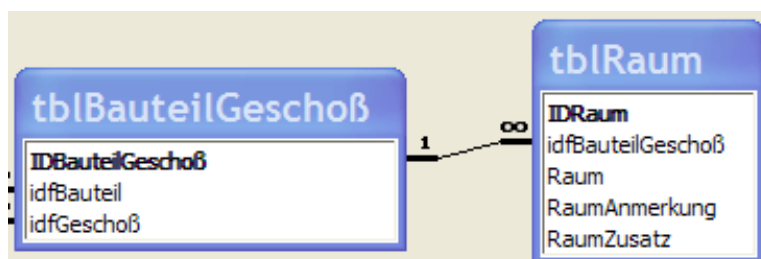 tblBauteilGeschoß
IDBauteilGeschoß
idfBauteil
idfGeschoß
1
∞
tblRaum
IDRaum
idfBauteilGeschoß
Raum
RaumAnmerkung
RaumZusatz